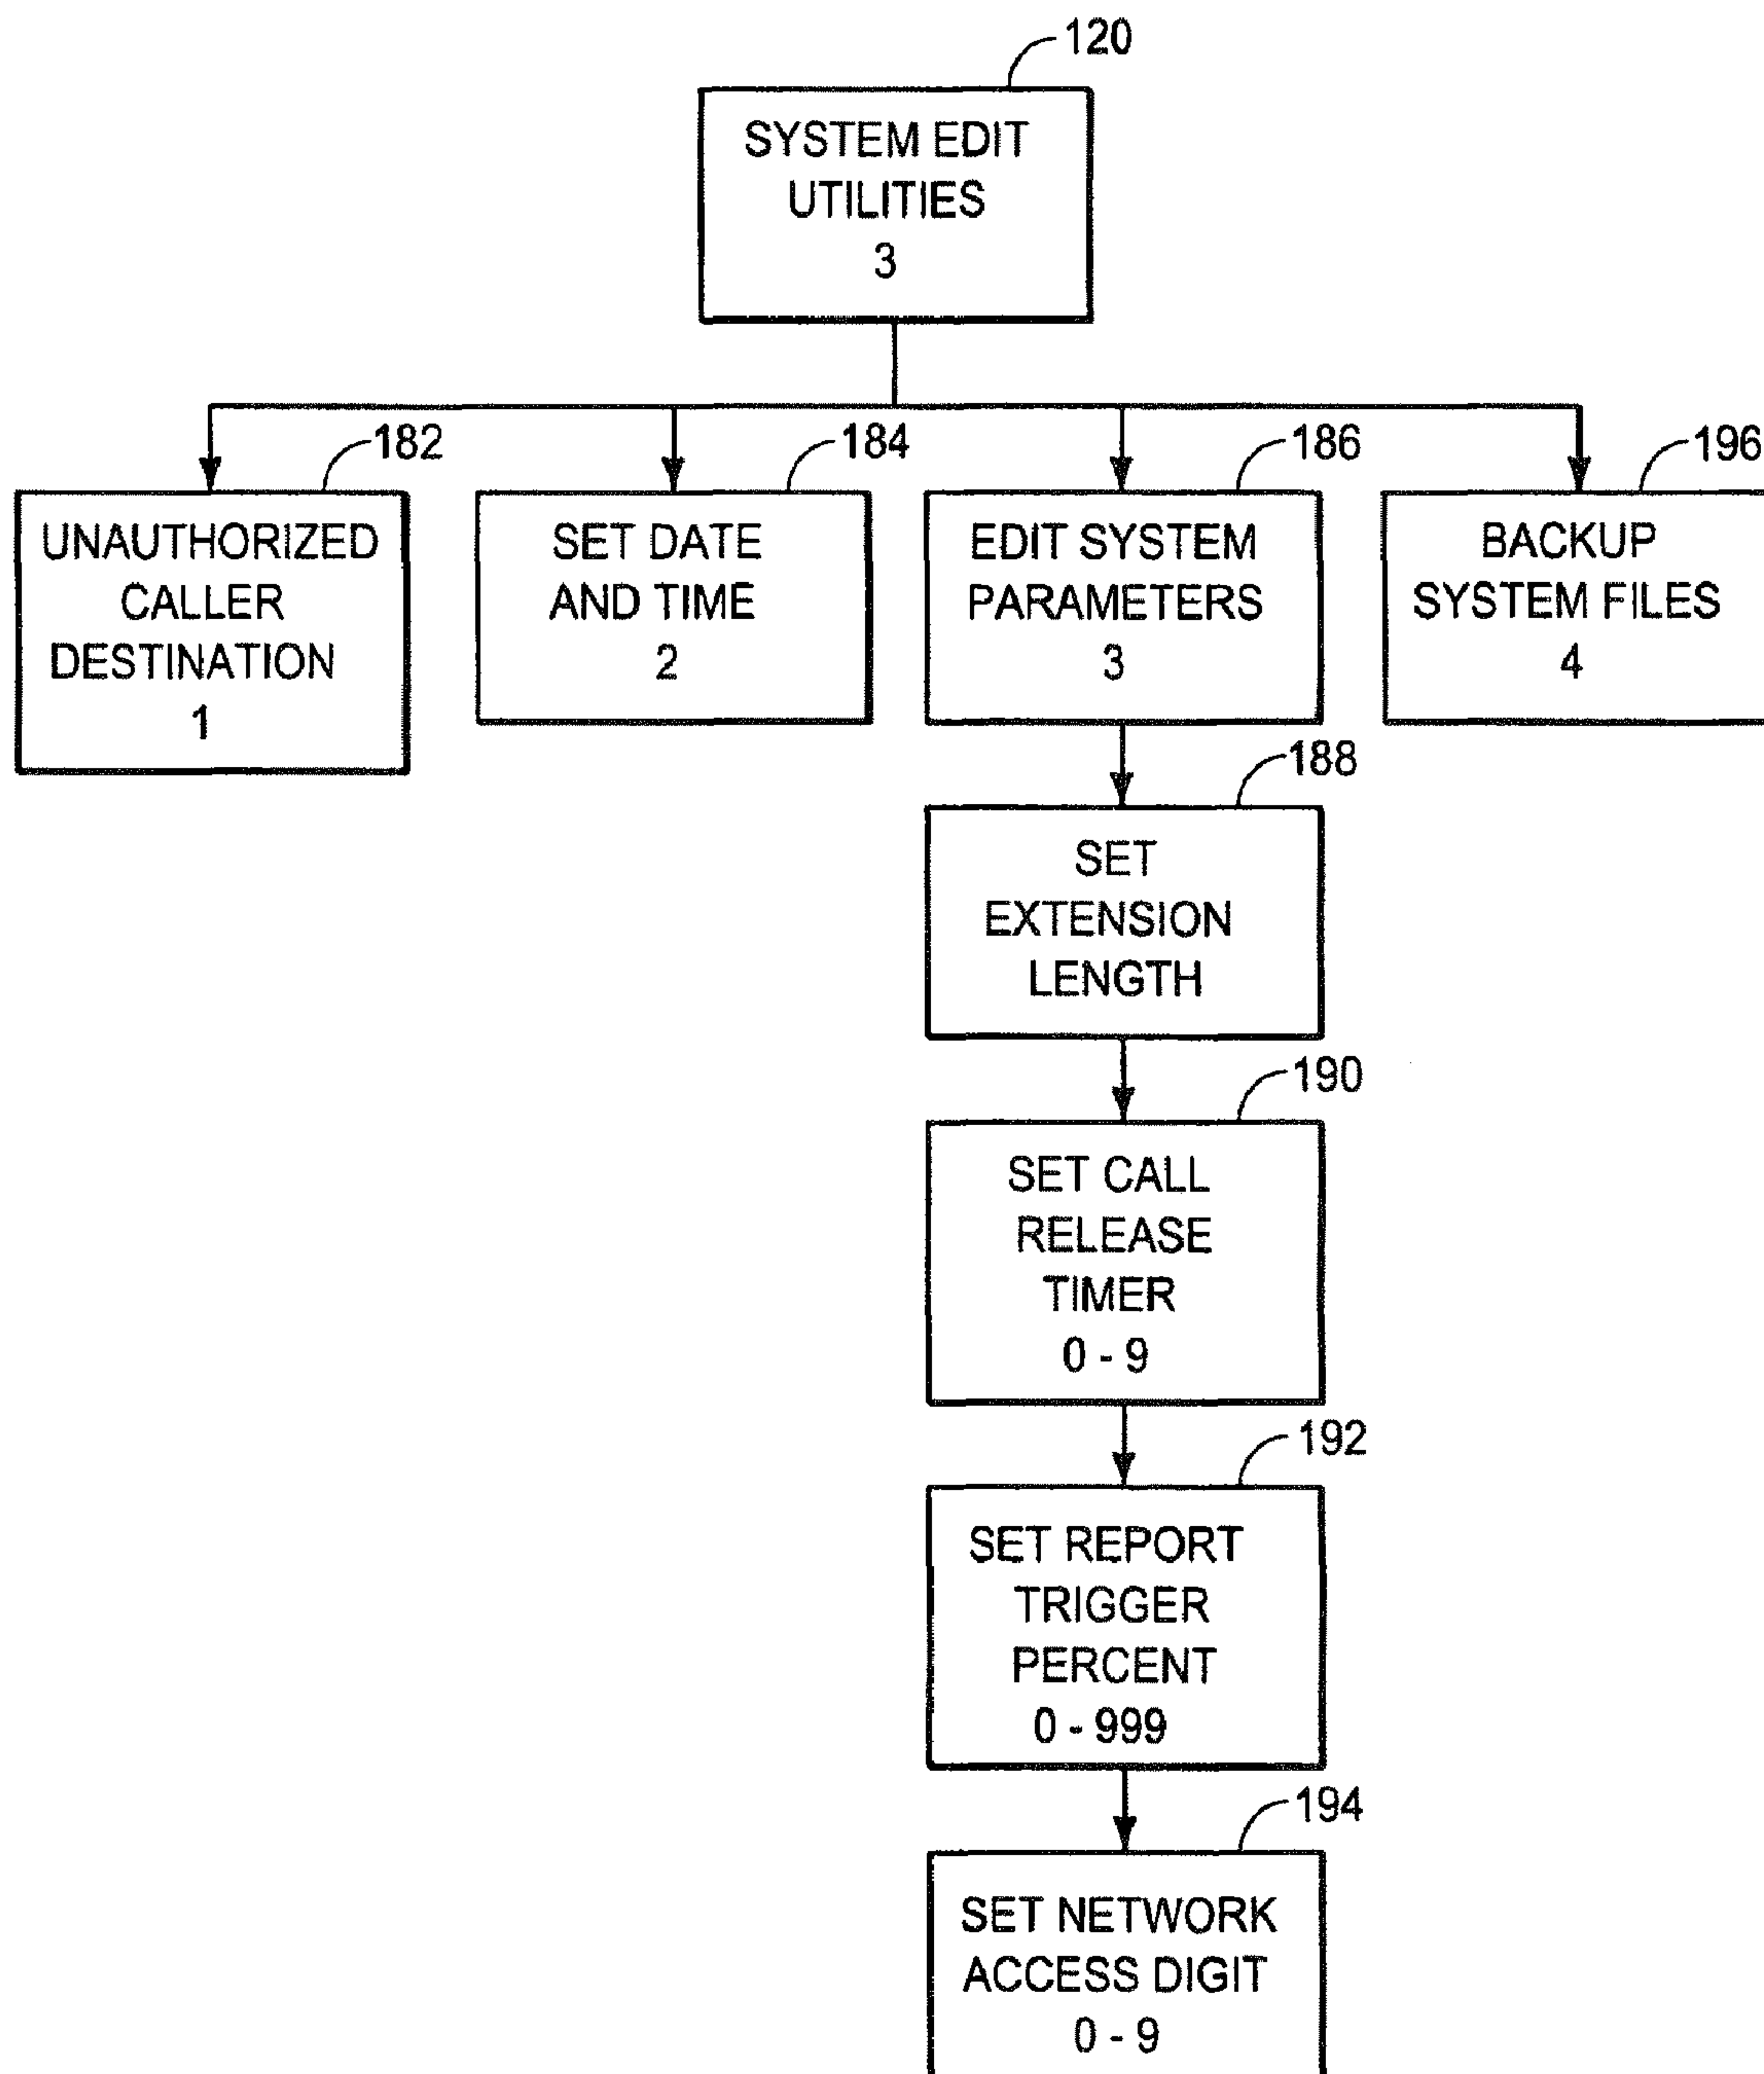 120
SYSTEM EDIT
UTILITIES
3
182
184
186
196
UNAUTHORIZED
CALLER
DESTINATION
1
SET DATE
AND TIME
2
EDIT SYSTEM
PARAMETERS
3
BACKUP
SYSTEM FILES
4
188
SET
EXTENSION
LENGTH
190
SET CALL
RELEASE
TIMER
0 - 9
192
SET REPORT
TRIGGER
PERCENT
0 - 999
194
SET NETWORK
ACCESS DIGIT
0 - 9